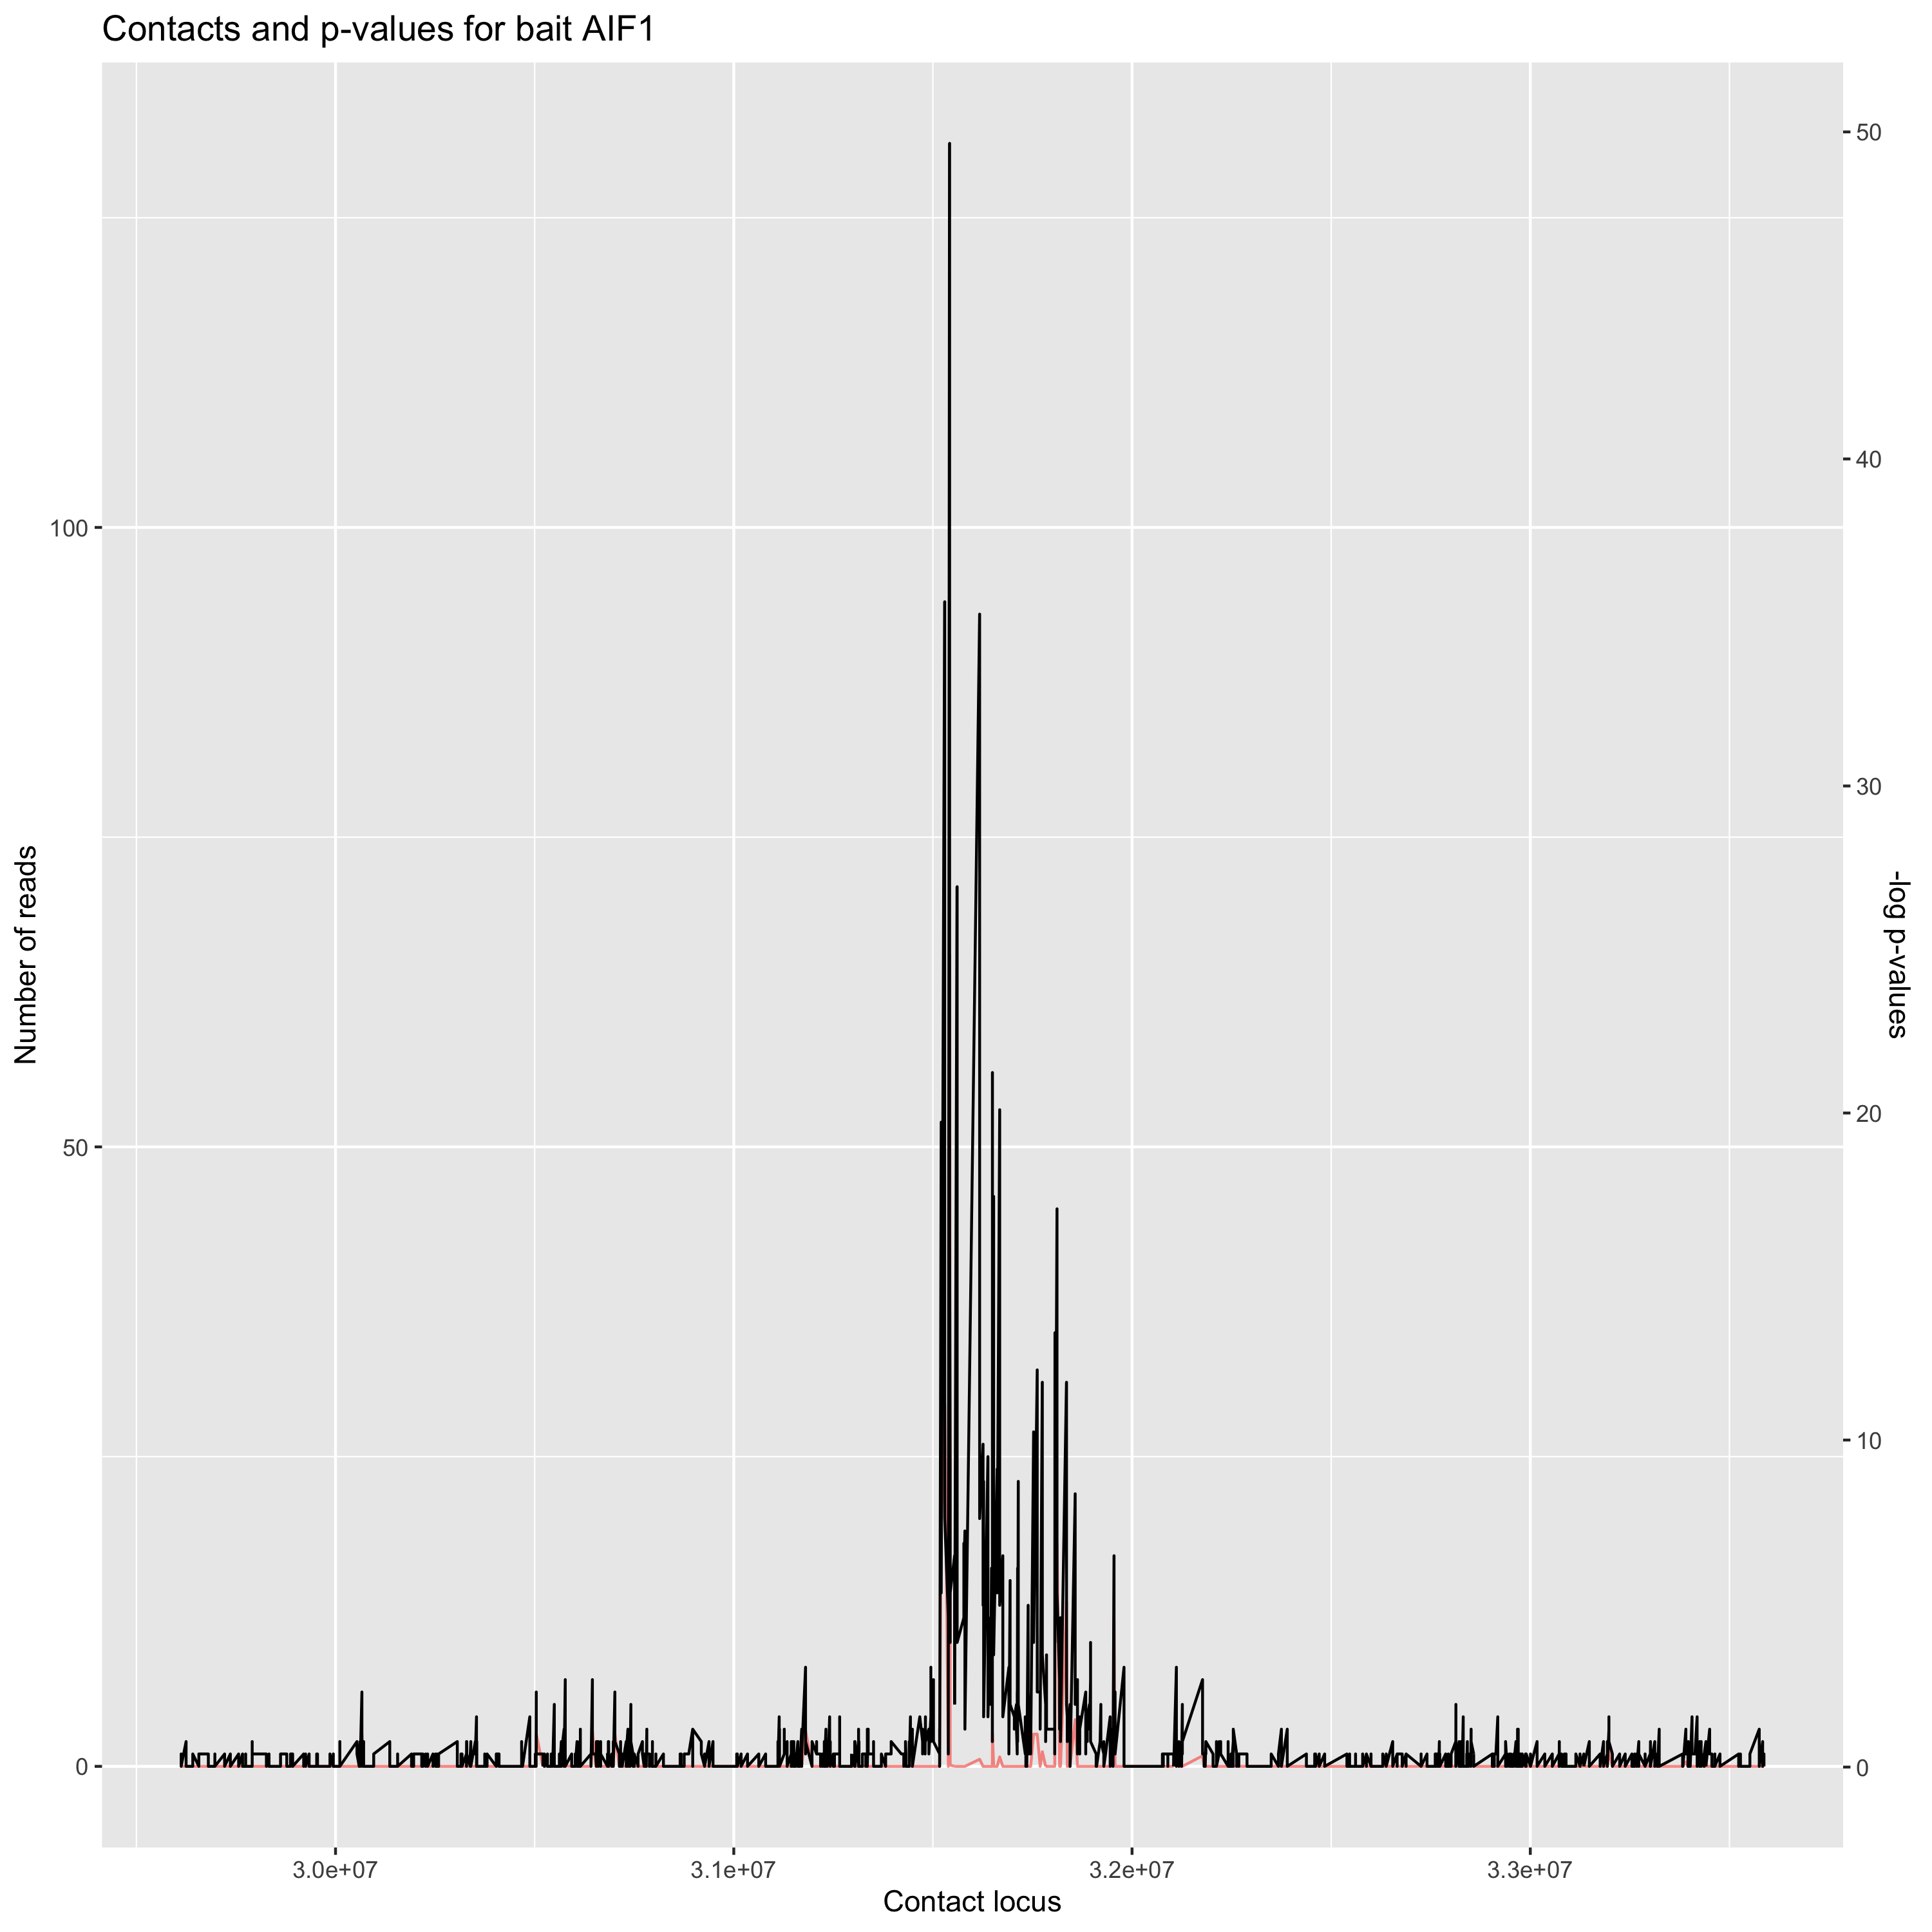 Contacts and p-values for bait AIF1
Number of reads
100
50
0
50
40
30
20
10
0
-log p-values
3.0e+07
3.1e+07
3.2e+07
3.3e+07
Contact locus